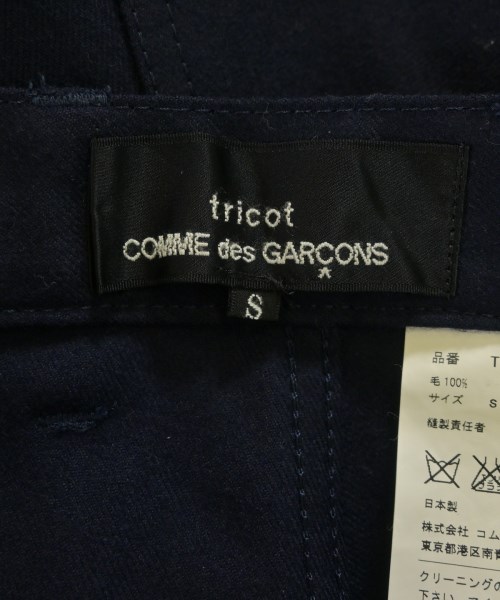 tricot
COMME des GARÇONS
S
品番 T
毛 100%
サイズ s
縫製責任者
日本製
株式会社 コム
東京都港区南青
クリーニングの
下さい。